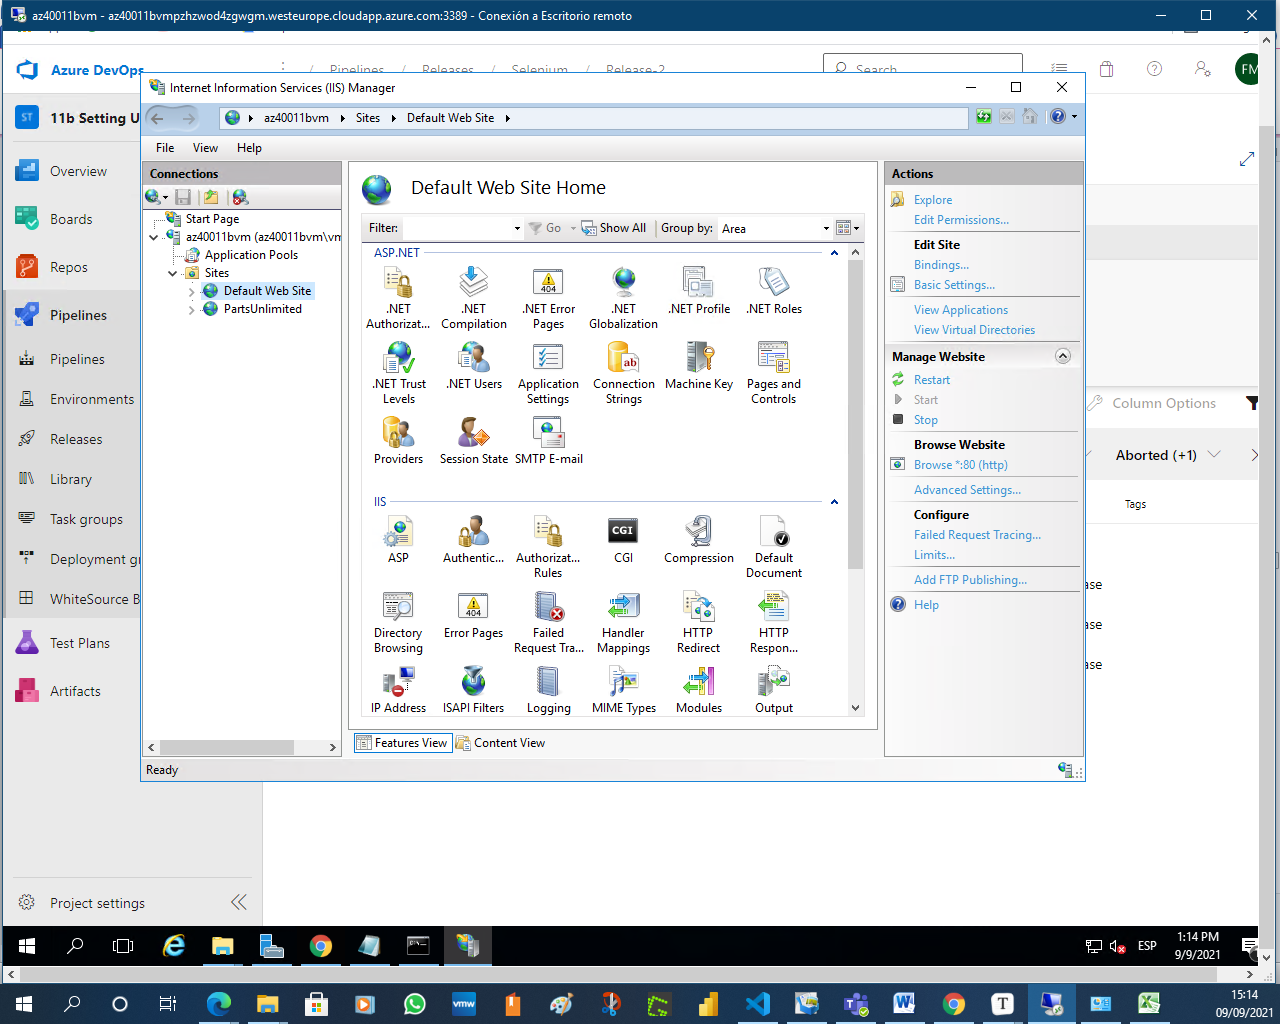 az40011bvm - az40011bvmpzhzwod4zgwgm.westeurope.cloudapp.azure.com:3389 - Conexión a Escritorio remoto
Azure DevOps
/ Pipelines / Releases / Selenium / Release-2
Search
FM
Internet Information Services (IIS) Manager
az40011bvm
Sites
Default Web Site
File
View
Help
11b Setting U
Overview
Boards
Repos
Pipelines
Pipelines
Environments
Releases
Library
Task groups
Deployment gr
WhiteSource B
Test Plans
Artifacts
Project settings
Connections
Start Page
az40011bvm (az40011bvm\vm
Application Pools
Sites
Default Web Site
PartsUnlimited
Default Web Site Home
Filter:
Go
Show All
Group by:
Area
ASP.NET
.NET Authorizat...
.NET Compilation
.NET Error Pages
.NET Globalization
.NET Profile
.NET Roles
.NET Trust Levels
.NET Users
Application Settings
Connection Strings
Machine Key
Pages and Controls
Providers
Session State
SMTP E-mail
IIS
ASP
Authentic...
Authorizat... Rules
CGI
Compression
Default Document
Directory Browsing
Error Pages
Failed Request Tra...
Handler Mappings
HTTP Redirect
HTTP Respon...
IP Address
ISAPI Filters
Logging
MIME Types
Modules
Output
Features View
Content View
Ready
Actions
Explore
Edit Permissions...
Edit Site
Bindings...
Basic Settings...
View Applications
View Virtual Directories
Manage Website
Restart
Start
Stop
Browse Website
Browse *:80 (http)
Advanced Settings...
Configure
Failed Request Tracing...
Limits...
Add FTP Publishing...
Help
Column Options
Aborted (+1)
Tags
ase
ase
ase
ESP
1:14 PM
9/9/2021
15:14
09/09/2021